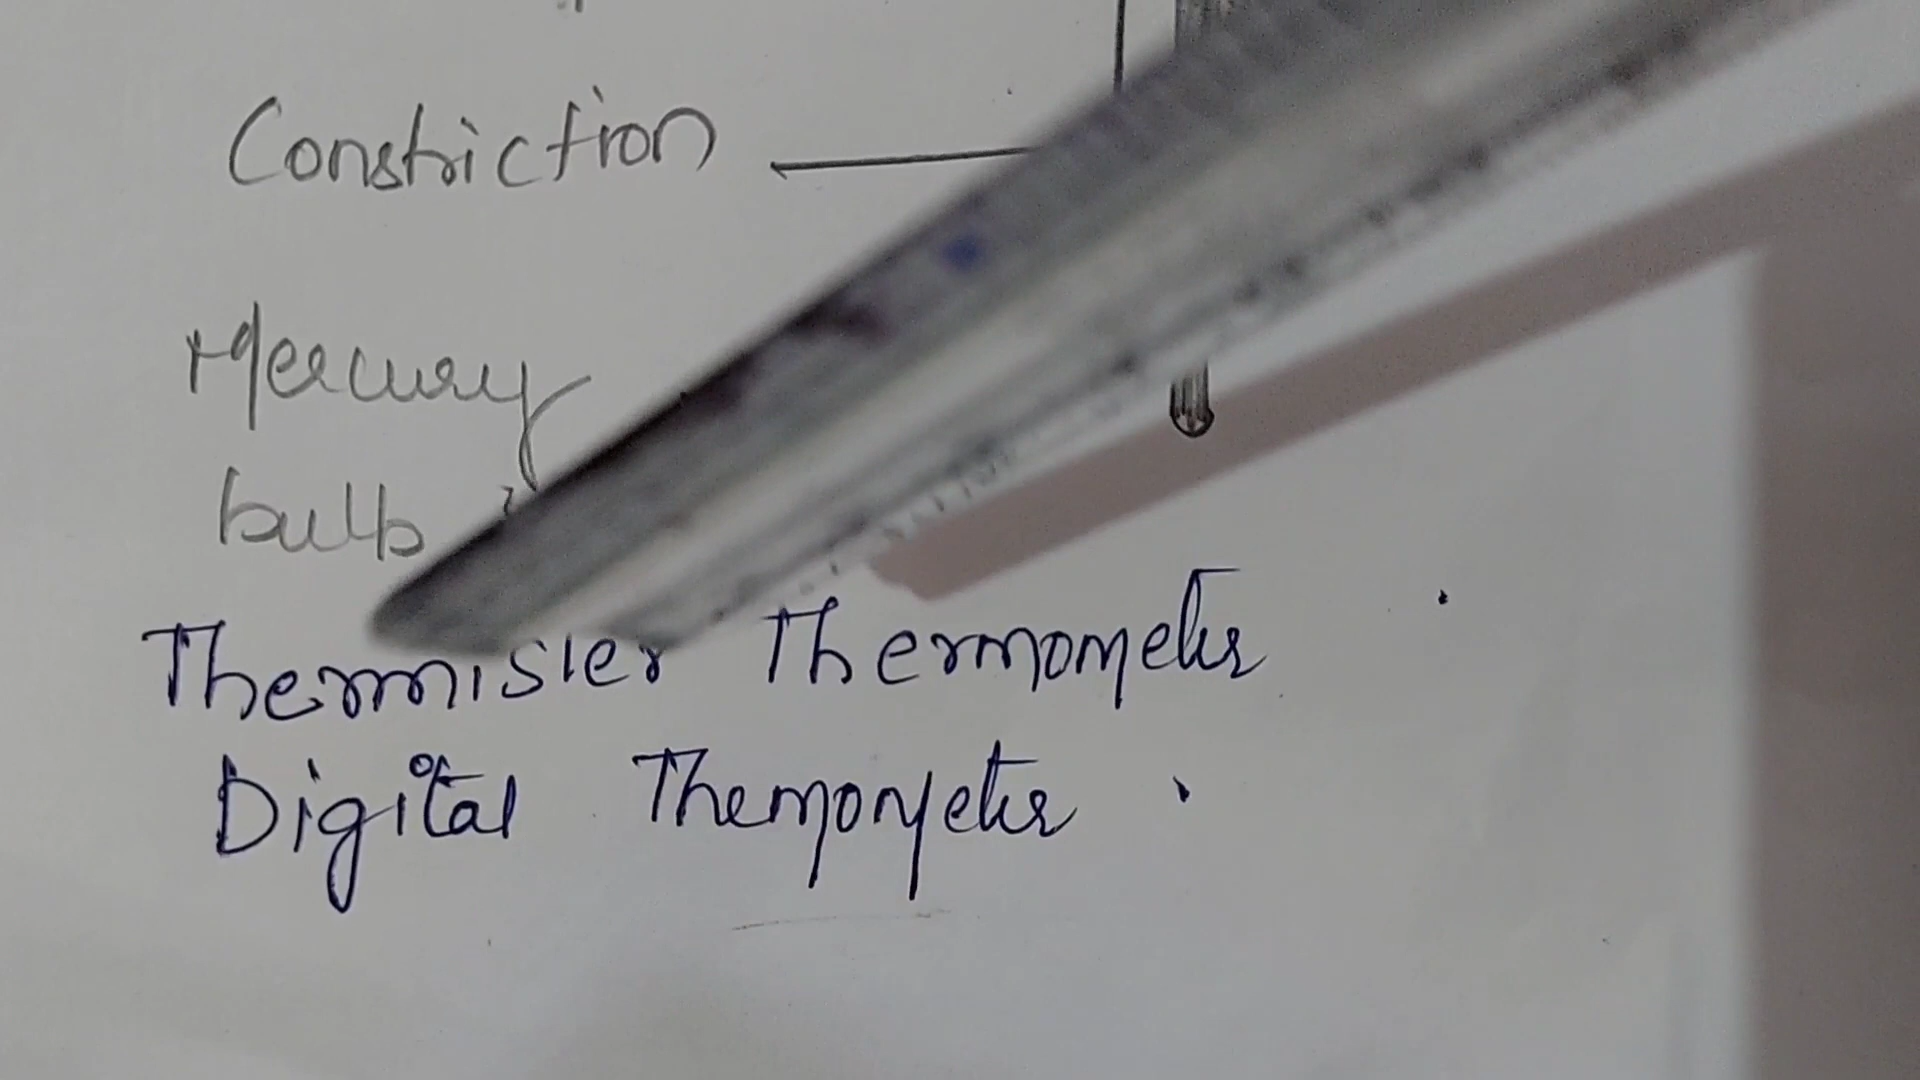 Constriction
Mercury
bulb
Thermister Thermometer
Digital Themometer